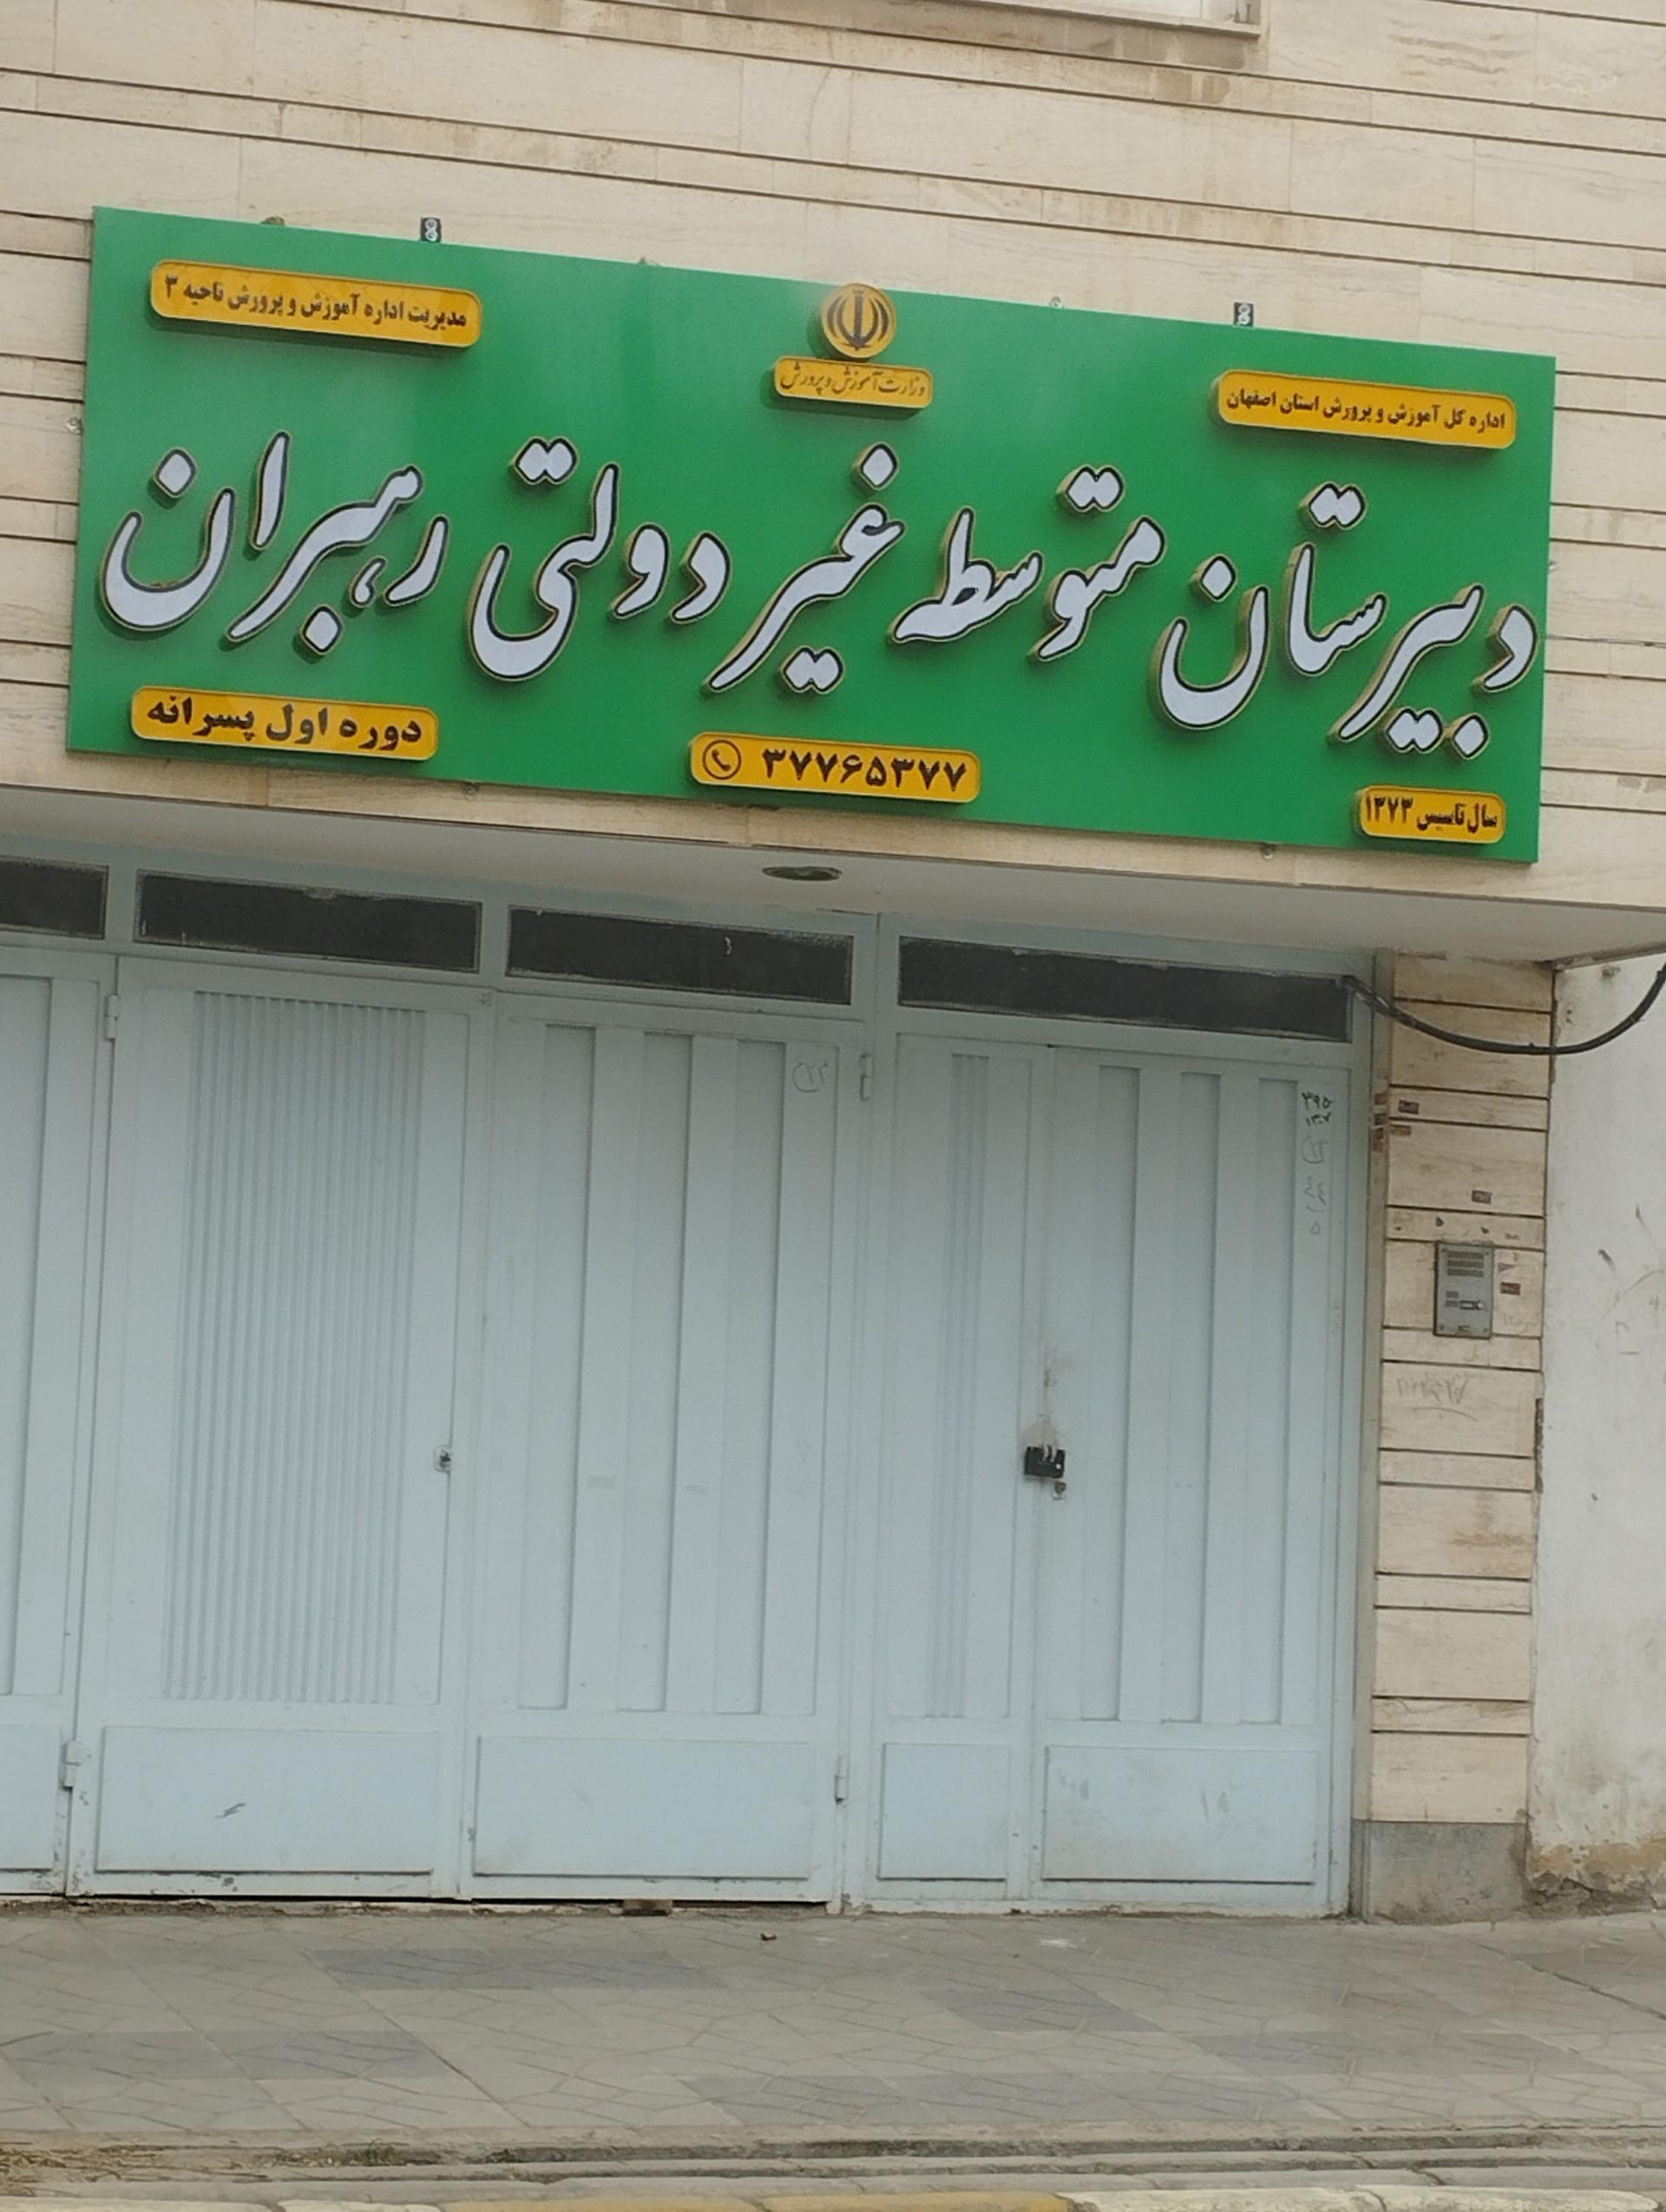 اداره کل آموزش و پرورش استان اصفهان
وزارت آموزش و پرورش
مدیریت اداره آموزش و پرورش ناحیه ۳
دبیرستان متوسطه غیر دولتی رهبران
سال تاسیس ۱۳۷۳
۳۷۷۶۵۳۷۷
دوره اول پسرانه